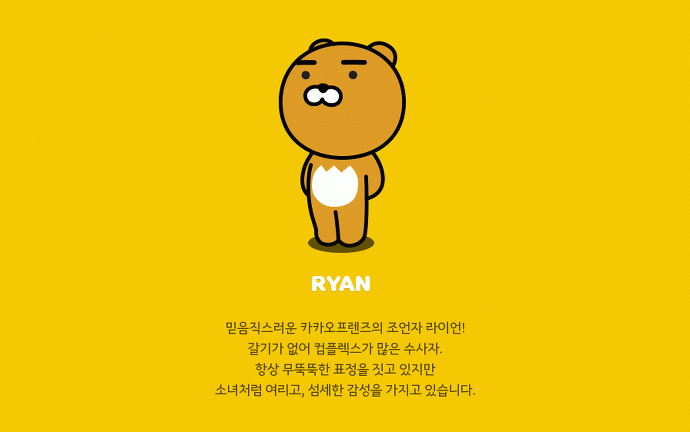 RYAN
믿음직스러운 카카오프렌즈의 조언자 라이언!
갈기가 없어 컴플렉스가 많은 수사자.
항상 무뚝뚝한 표정을 짓고 있지만
소녀처럼 여리고, 섬세한 감성을 가지고 있습니다.